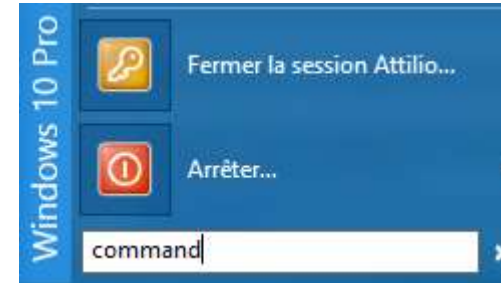 Windows 10 Pro
Fermer la session Attilio...
Arrêter...
command